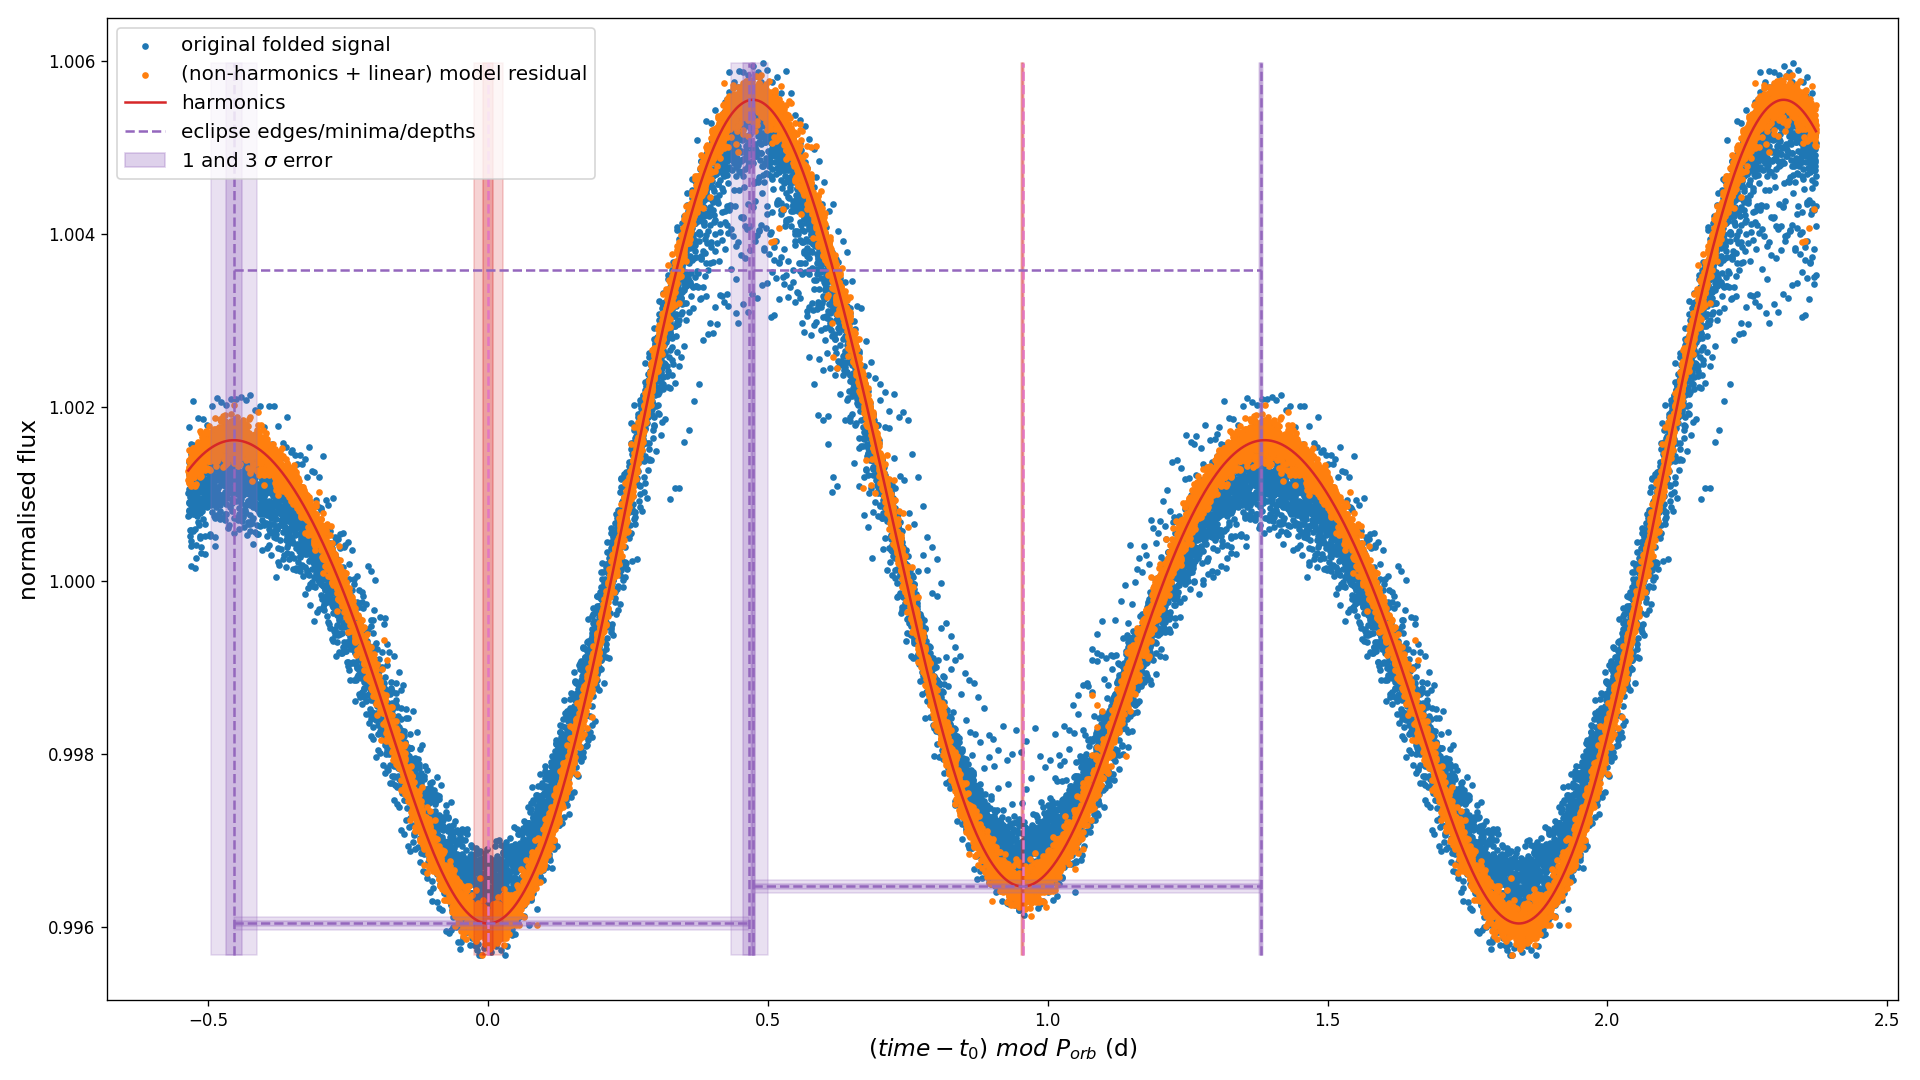 original folded signal
(non-harmonics + linear) model residual
harmonics
eclipse edges/minima/depths
1 and 3 σ error
1.006
1.004
1.002
1.000
0.998
0.996
normalised flux
−0.5
0.0
0.5
1.0
1.5
2.0
2.5
(time − t₀) mod P_orb (d)